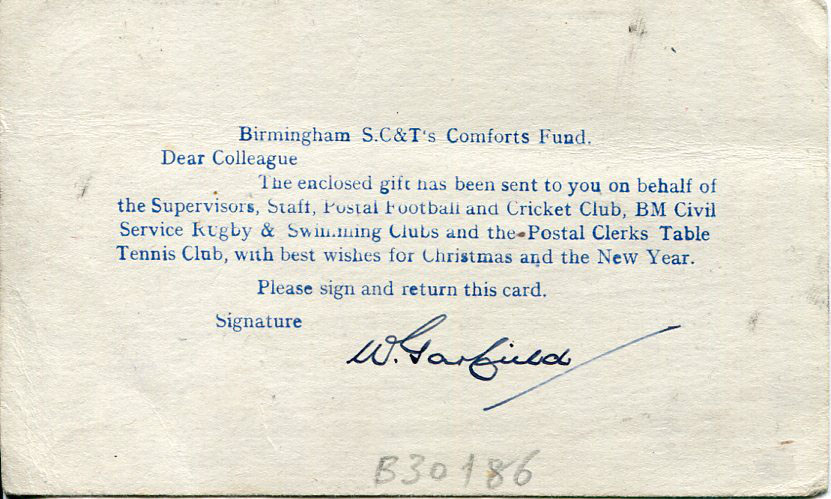 Birmingham S.C&T's Comforts Fund.
Dear Colleague
The enclosed gift has been sent to you on behalf of
the Supervisors, Staff, Postal Football and Cricket Club, BM Civil
Service Rugby & Swimming Clubs and the Postal Clerks Table
Tennis Club, with best wishes for Christmas and the New Year.
Please sign and return this card.
Signature
W. Garfield
B30186